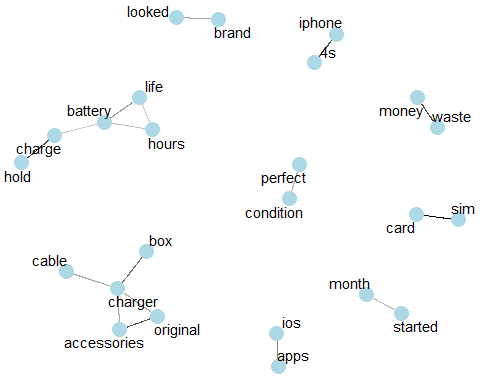 looked
brand
iphone
4s
life
battery
hours
charge
hold
money
waste
perfect
condition
sim
card
box
cable
charger
original
accessories
month
started
ios
apps